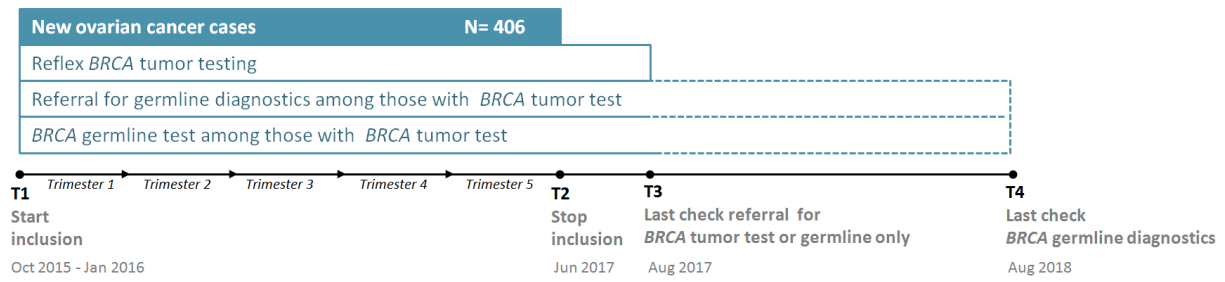 New ovarian cancer cases N= 406
Reflex BRCA tumor testing
Referral for germline diagnostics among those with BRCA tumor test
BRCA germline test among those with BRCA tumor test
Trimester 1 Trimester 2 Trimester 3 Trimester 4 Trimester 5
T1 T2 T3 T4
Start
inclusion
Stop
inclusion
Last check referral for
BRCA tumor test or germline only
Last check
BRCA germline diagnostics
Oct 2015 - Jan 2016 Jun 2017 Aug 2017 Aug 2018